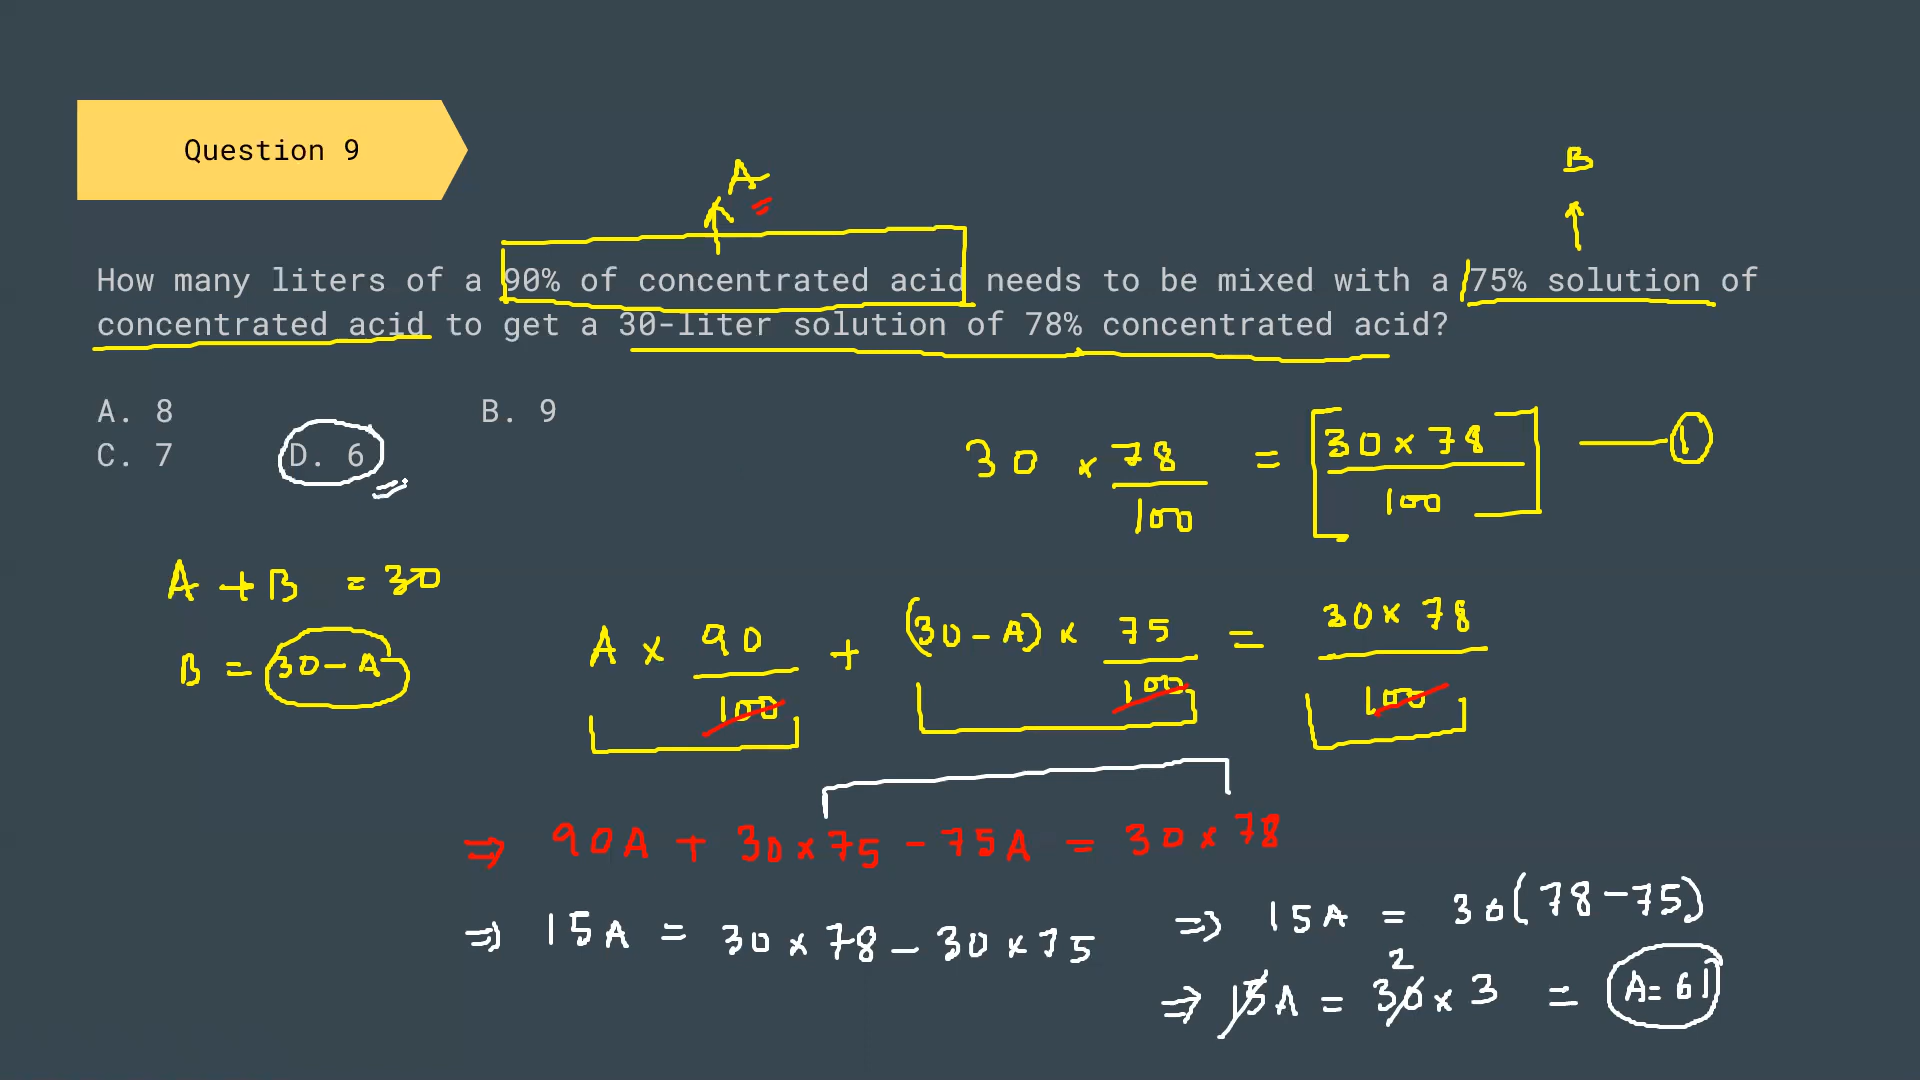 Question 9
A
B
How many liters of a 90% of concentrated acid needs to be mixed with a 75% solution of
concentrated acid to get a 30-liter solution of 78% concentrated acid?
A. 8 B. 9
C. 7 D. 6
30 × 78/100 = [30 × 78/100] — 1
A + B = 30
B = 30 - A
A × 90/100 + (30 - A) × 75/100 = 30 × 78/100
⇒ 90A + 30 × 75 - 75A = 30 × 78
⇒ 15A = 30 × 78 - 30 × 75
⇒ 15A = 30(78 - 75)
2
⇒ 15A = 30 × 3 = A = 6l